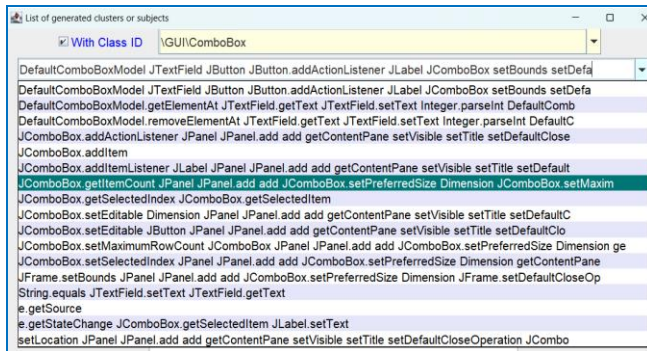 List of generated clusters or subjects
With Class ID \GUI\ComboBox
DefaultComboBoxModel JTextField JButton JButton.addActionListener JLabel JComboBox setBounds setDefa
DefaultComboBoxModel JTextField JButton JButton.addActionListener JLabel JComboBox setBounds setDefa
DefaultComboBoxModel.getElementAt JTextField.getText JTextField.setText Integer.parseInt DefaultComb
DefaultComboBoxModel.removeElementAt JTextField.getText JTextField.setText Integer.parseInt DefaultC
JComboBox.addActionListener JPanel JPanel.add add getContentPane setVisible setTitle setDefaultClose
JComboBox.addItem
JComboBox.addItemListener JLabel JPanel JPanel.add add getContentPane setVisible setTitle setDefault
JComboBox.getItemCount JPanel JPanel.add add JComboBox.setPreferredSize Dimension JComboBox.setMaxim
JComboBox.getSelectedIndex JComboBox.getSelectedItem
JComboBox.setEditable Dimension JPanel JPanel.add add getContentPane setVisible setTitle setDefaultC
JComboBox.setEditable JButton JPanel JPanel.add add getContentPane setVisible setTitle setDefaultClo
JComboBox.setMaximumRowCount JComboBox JPanel JPanel.add add JComboBox.setPreferredSize Dimension ge
JComboBox.setSelectedIndex JPanel JPanel.add add JComboBox.setPreferredSize Dimension getContentPane
JFrame.setBounds JPanel JPanel.add add JComboBox.setPreferredSize Dimension JFrame.setDefaultCloseOp
String.equals JTextField.setText JTextField.getText
e.getSource
e.getStateChange JComboBox.getSelectedItem JLabel.setText
setLocation JPanel JPanel.add add getContentPane setVisible setTitle setDefaultCloseOperation JCombo